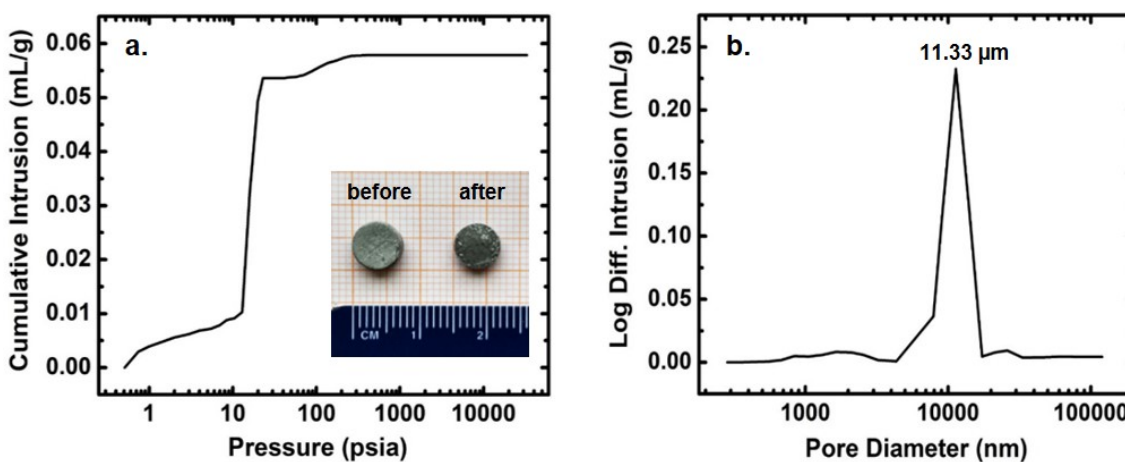 a.
Cumulative Intrusion (mL/g)
0.06
0.05
0.04
0.03
0.02
0.01
0.00
before after
CM 1 2
1 10 100 1000 10000
Pressure (psia)
b.
11.33 µm
Log Diff. Intrusion (mL/g)
0.25
0.20
0.15
0.10
0.05
0.00
1000 10000 100000
Pore Diameter (nm)